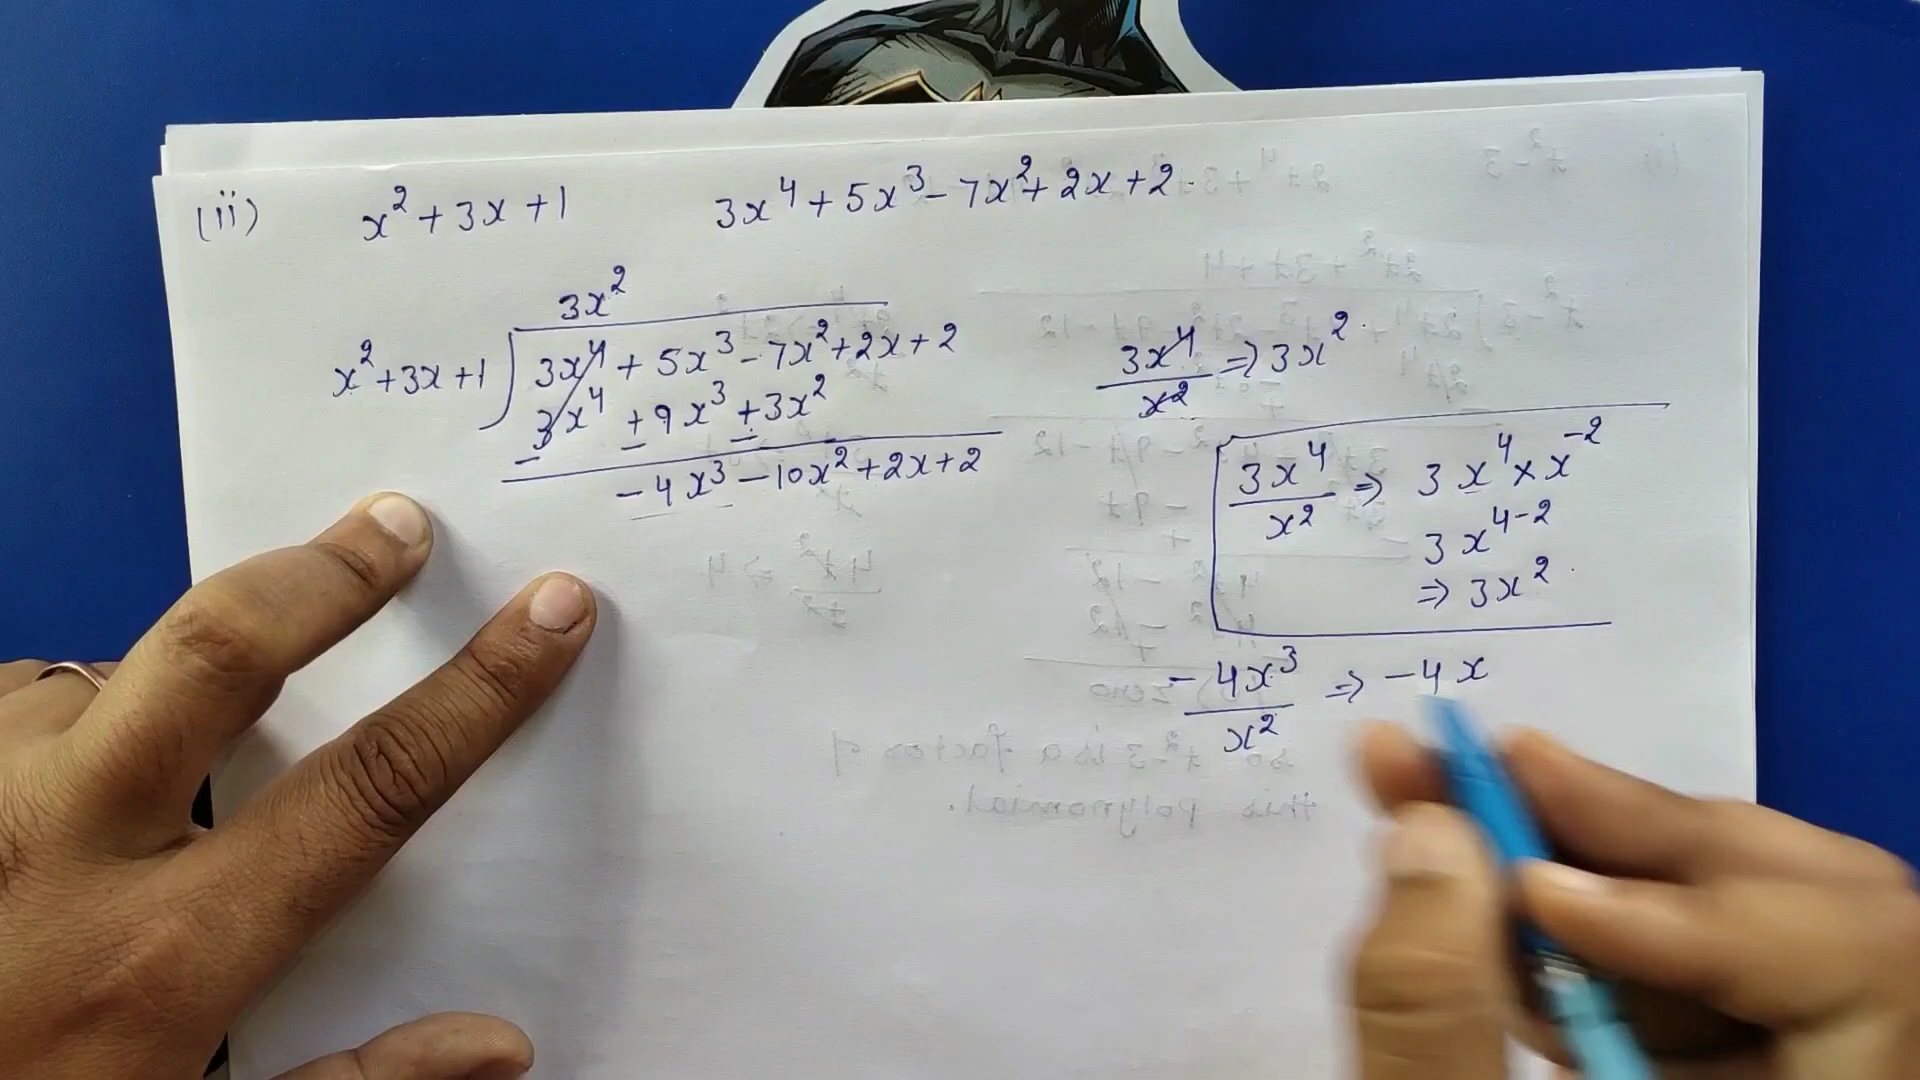 (ii) x² + 3x + 1 3x⁴ + 5x³ - 7x² + 2x + 2
3x²
x² + 3x + 1 ) 3x⁴ + 5x³ - 7x² + 2x + 2
3x⁴ + 9x³ + 3x²
- - -
- 4x³ - 10x² + 2x + 2
3x⁴/x² ⇒ 3x²
3x⁴/x² ⇒ 3x⁴ × x⁻²
3x⁴⁻²
⇒ 3x²
- 4x³/x² ⇒ - 4x